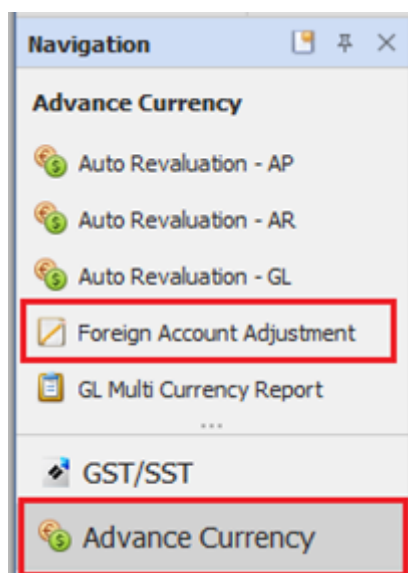 Navigation
Advance Currency
Auto Revaluation - AP
Auto Revaluation - AR
Auto Revaluation - GL
Foreign Account Adjustment
GL Multi Currency Report
...
GST/SST
Advance Currency